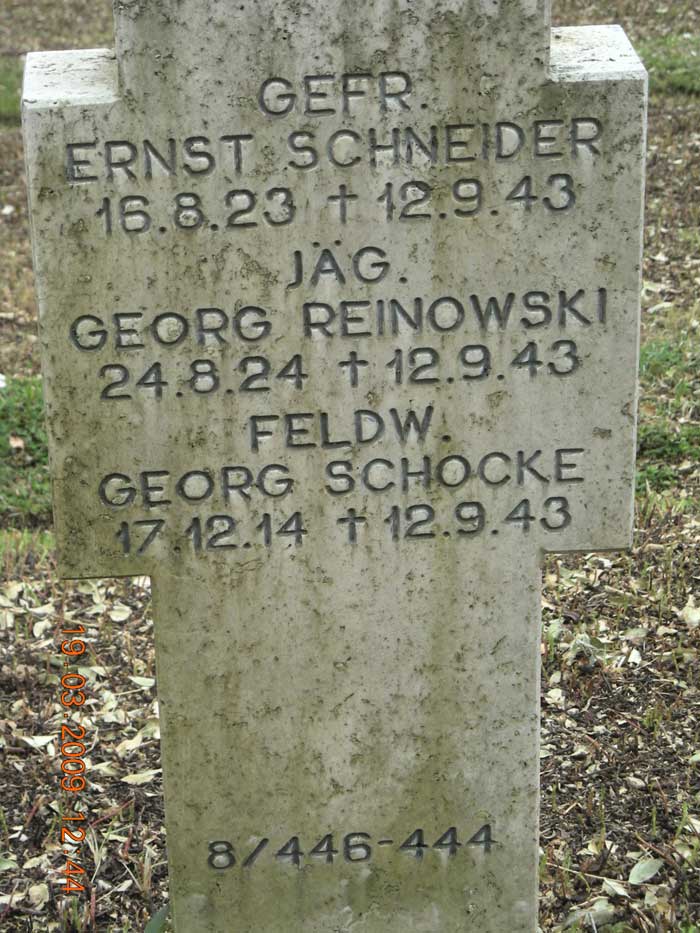 GEFR.
ERNST SCHNEIDER
16.8.23 † 12.9.43
JÄG.
GEORG REINOWSKI
24.8.24 † 12.9.43
FELDW.
GEORG SCHOCKE
17.12.14 † 12.9.43
8/446-444
19.03.2009 12:44